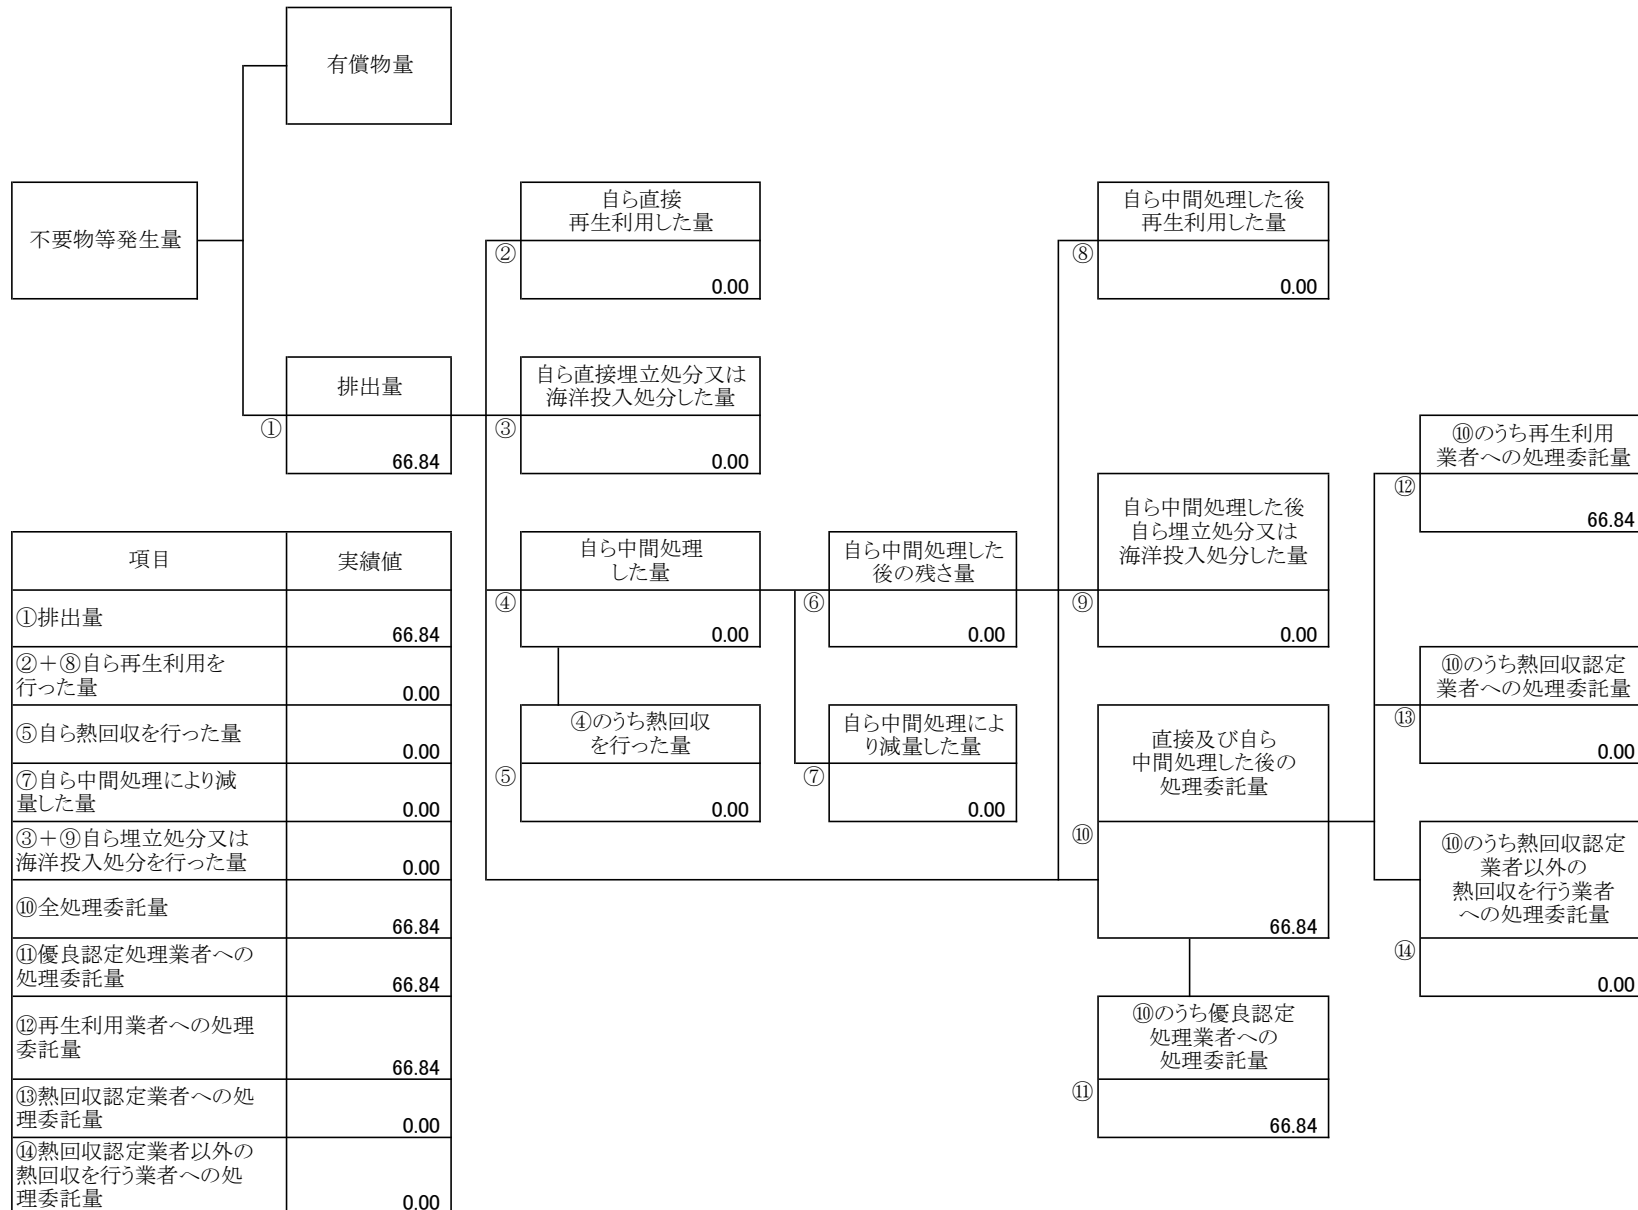 有償物量
不要物等発生量
自ら直接
再生利用した量
②
0.00
自ら中間処理した後
再生利用した量
⑧
0.00
排出量
①
66.84
自ら直接埋立処分又は
海洋投入処分した量
③
0.00
⑩のうち再生利用
業者への処理委託量
⑫
66.84
自ら中間処理した後
自ら埋立処分又は
海洋投入処分した量
⑨
0.00
自ら中間処理
した量
④
0.00
自ら中間処理した
後の残さ量
⑥
0.00
⑩のうち熱回収認定
業者への処理委託量
⑬
0.00
④のうち熱回収
を行った量
⑤
0.00
自ら中間処理によ
り減量した量
⑦
0.00
直接及び自ら
中間処理した後の
処理委託量
⑩
66.84
⑩のうち熱回収認定
業者以外の
熱回収を行う業者
への処理委託量
⑭
0.00
⑩のうち優良認定
処理業者への
処理委託量
⑪
66.84
項目 実績値
①排出量
66.84
②＋⑧自ら再生利用を
行った量
0.00
⑤自ら熱回収を行った量
0.00
⑦自ら中間処理により減
量した量
0.00
③＋⑨自ら埋立処分又は
海洋投入処分を行った量
0.00
⑩全処理委託量
66.84
⑪優良認定処理業者への
処理委託量
66.84
⑫再生利用業者への処理
委託量
66.84
⑬熱回収認定業者への処
理委託量
0.00
⑭熱回収認定業者以外の
熱回収を行う業者への処
理委託量
0.00